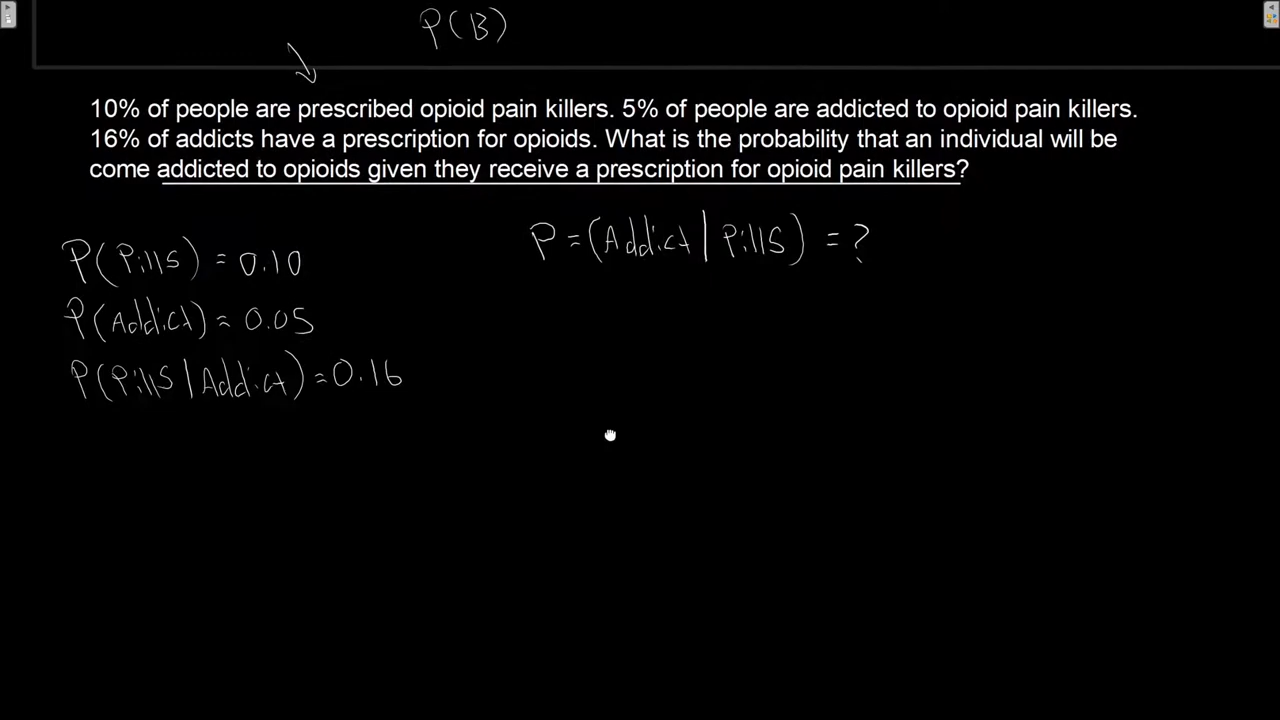 P(B)
10% of people are prescribed opioid pain killers. 5% of people are addicted to opioid pain killers.
16% of addicts have a prescription for opioids. What is the probability that an individual will be
come addicted to opioids given they receive a prescription for opioid pain killers?
P=(Addict|Pills) = ?
P(Pills) = 0.10
P(Addict) = 0.05
P(Pills|Addict) = 0.16